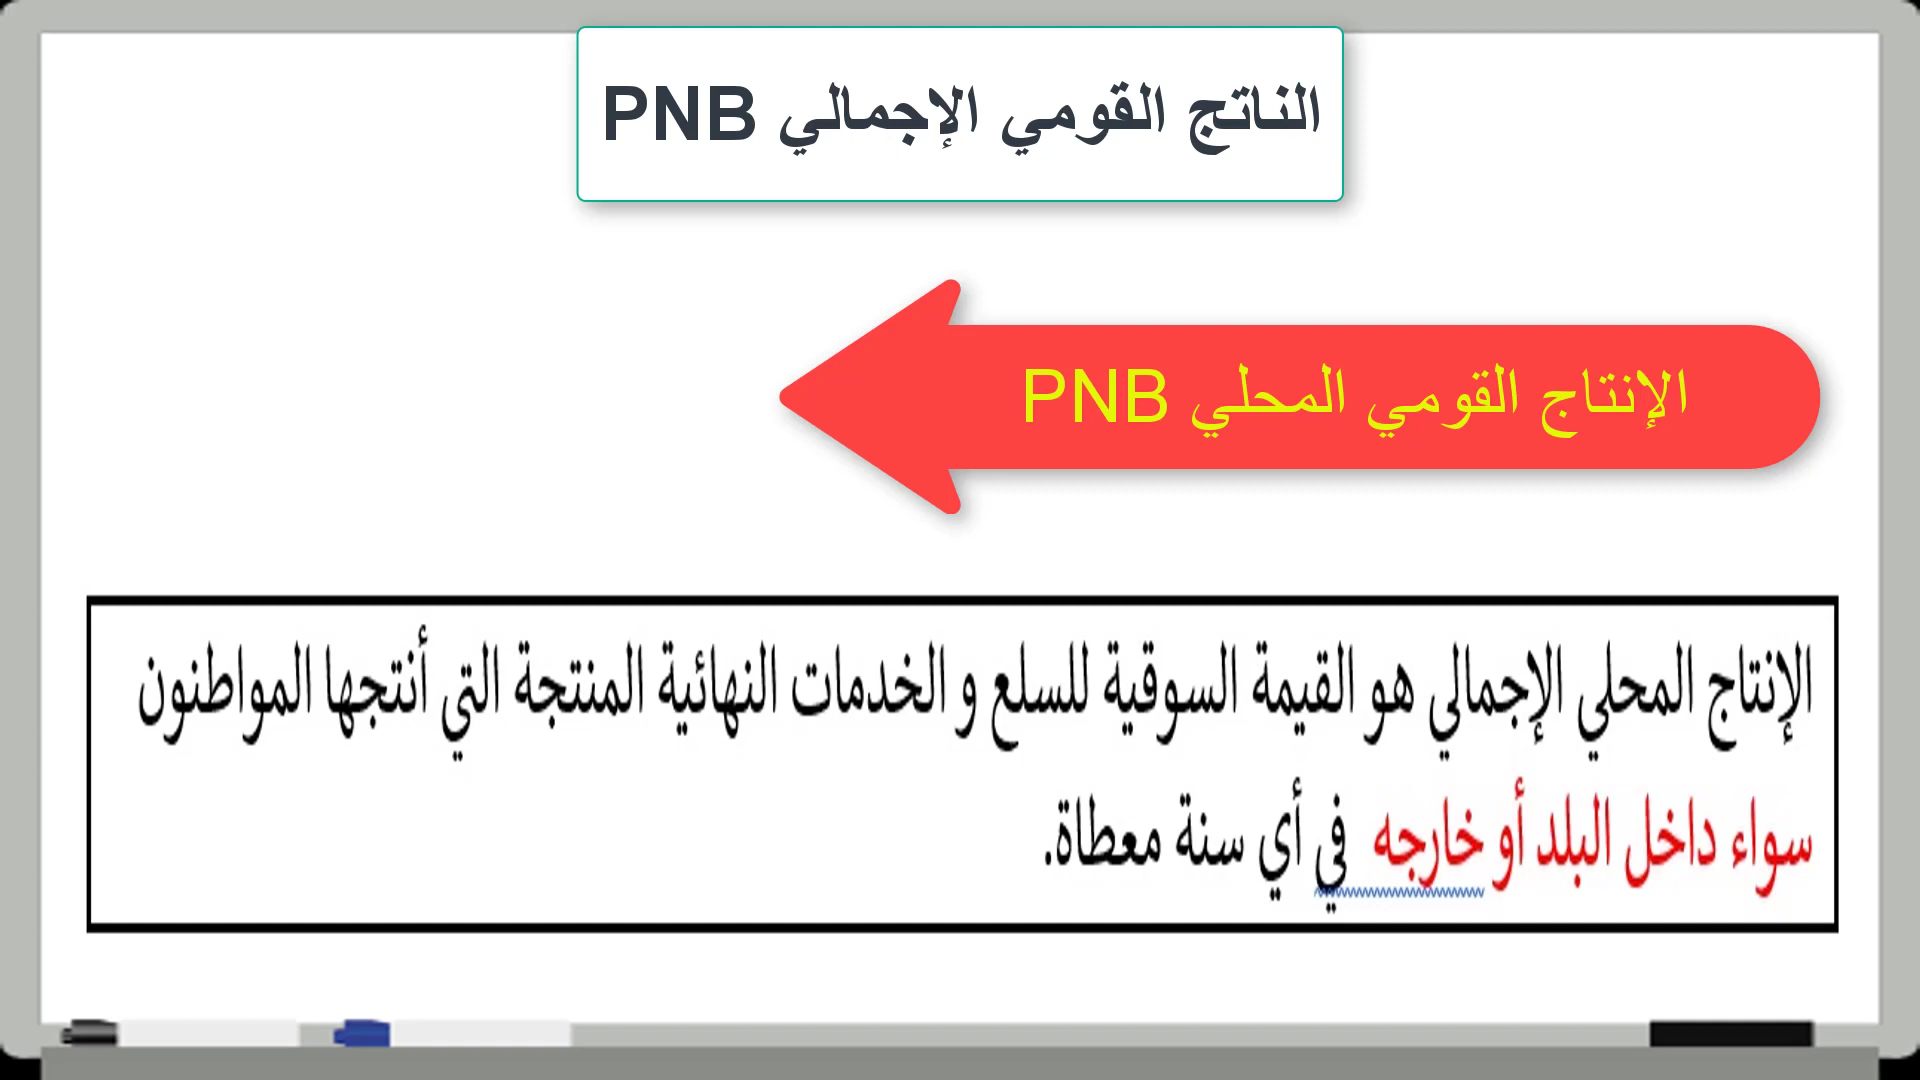 الناتج القومي الإجمالي PNB
الإنتاج القومي المحلي PNB
الإنتاج المحلي الإجمالي هو القيمة السوقية للسلع و الخدمات النهائية المنتجة التي أنتجها المواطنون
سواء داخل البلد أو خارجه في أي سنة معطاة.